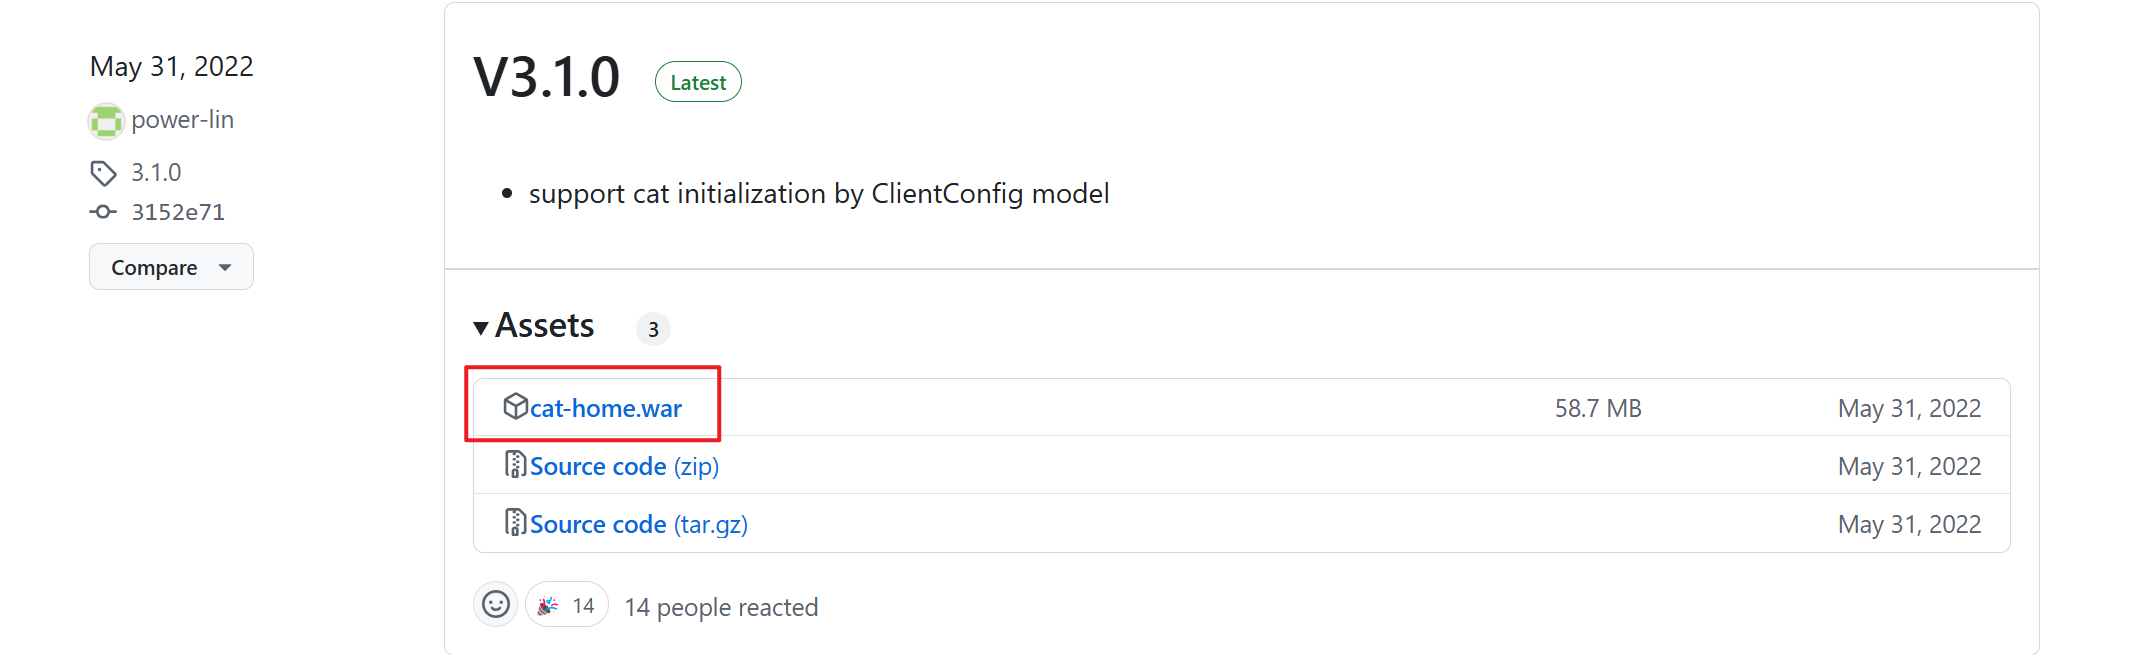 May 31, 2022
power-lin
3.1.0
3152e71
Compare
V3.1.0 Latest
support cat initialization by ClientConfig model
Assets 3
cat-home.war 58.7 MB May 31, 2022
Source code (zip) May 31, 2022
Source code (tar.gz) May 31, 2022
14 14 people reacted